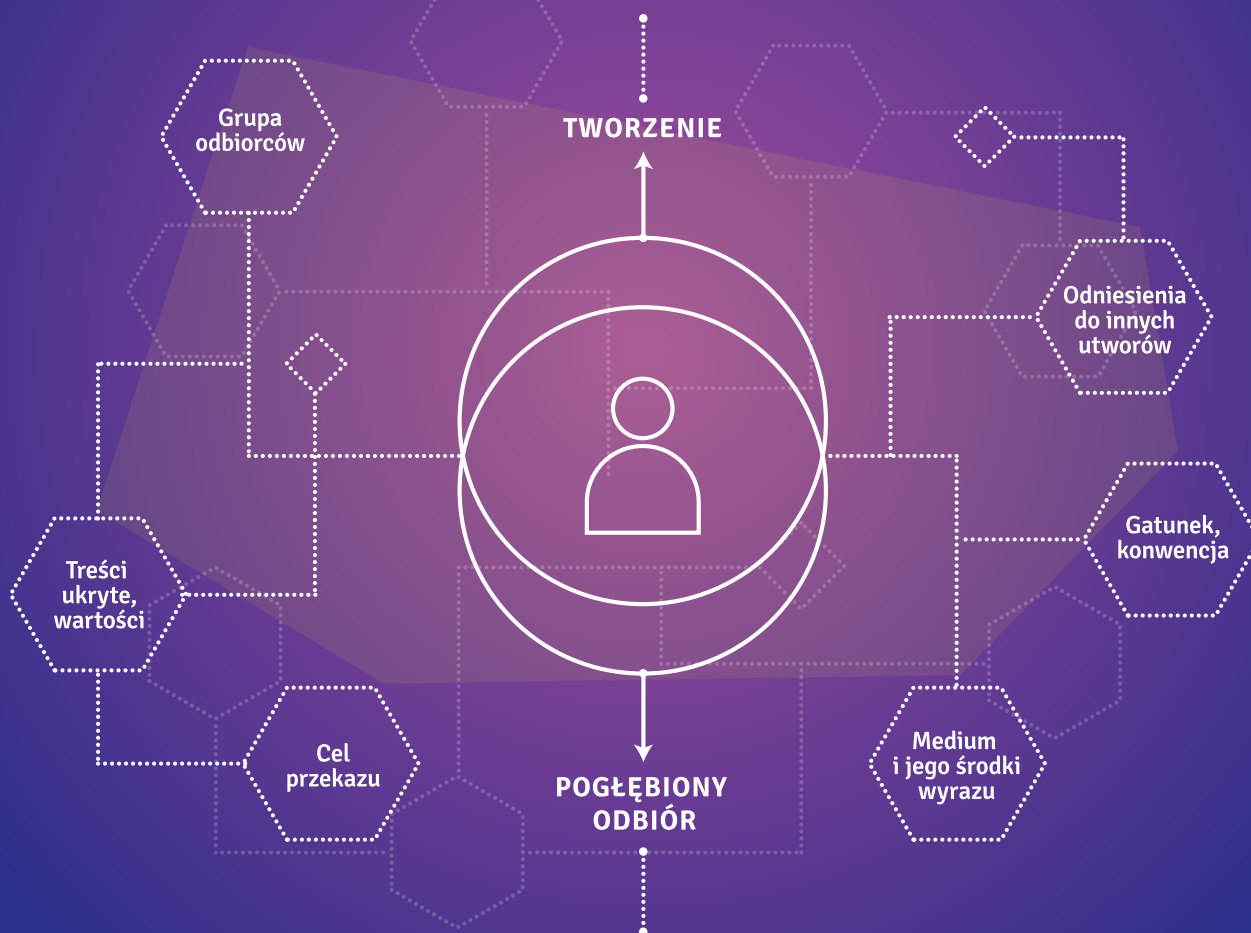 TWORZENIE
Grupa
odbiorców
Odniesienia
do innych
utworów
Gatunek,
konwencja
Treści
ukryte,
wartości
Cel
przekazu
Medium
i jego środki
wyrazu
POGŁĘBIONY
ODBIÓR